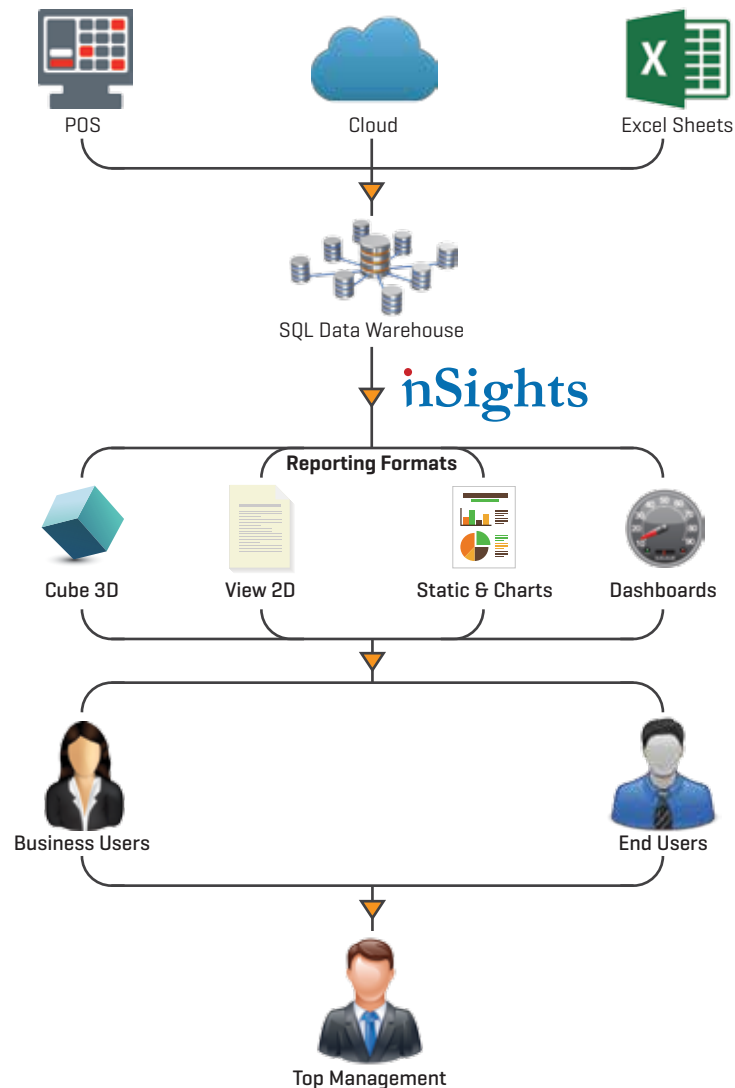 X
POS
Cloud
Excel Sheets
SQL Data Warehouse
inSights
Reporting Formats
Cube 3D
View 2D
Static & Charts
Dashboards
Business Users
End Users
Top Management